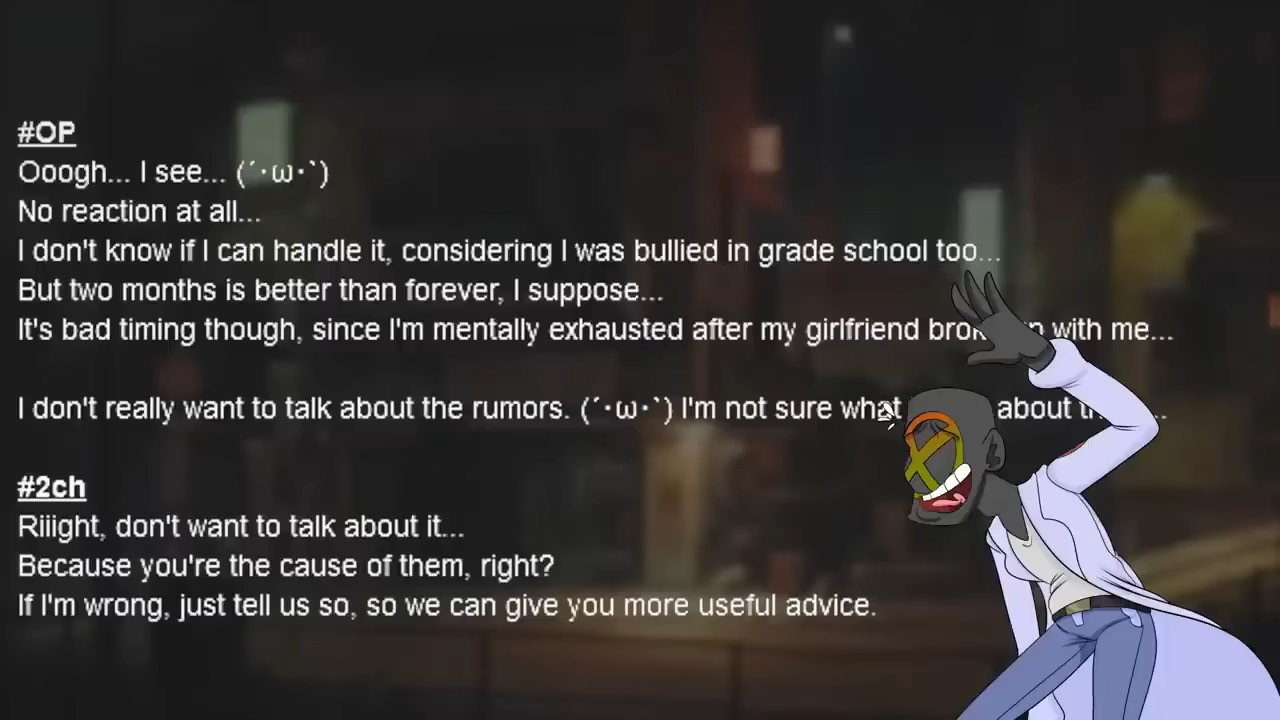 #OP
Ooogh... I see... (´･ω･`)
No reaction at all...
I don't know if I can handle it, considering I was bullied in grade school too...
But two months is better than forever, I suppose...
It's bad timing though, since I'm mentally exhausted after my girlfriend with me...
I don't really want to talk about the rumors. (´･ω･`) I'm not sure what about
#2ch
Riiight, don't want to talk about it...
Because you're the cause of them, right?
If I'm wrong, just tell us so, so we can give you more useful advice.